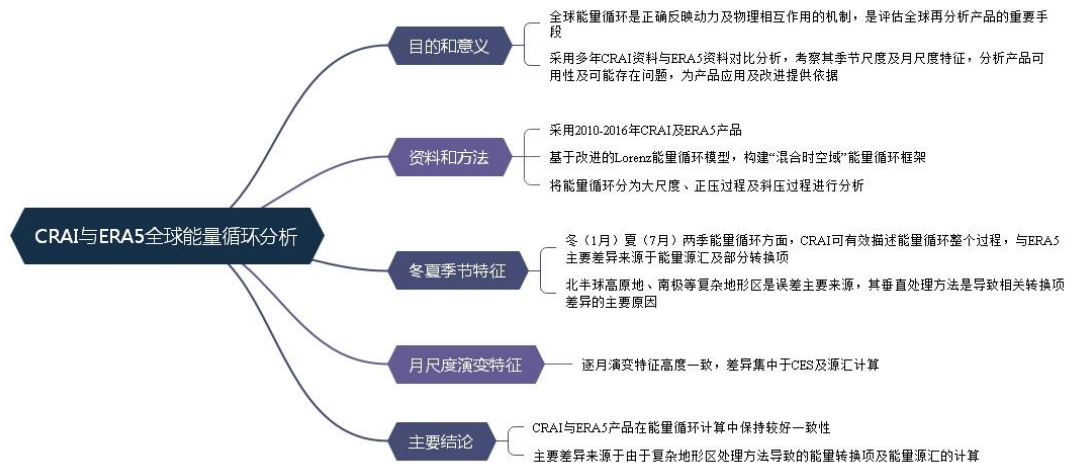 CRAI与ERA5全球能量循环分析
目的和意义
全球能量循环是正确反映动力及物理相互作用的机制，是评估全球再分析产品的重要手
段
采用多年CRAI资料与ERA5资料对比分析，考察其季节尺度及月尺度特征，分析产品可
用性及可能存在问题，为产品应用及改进提供依据
资料和方法
采用2010-2016年CRAI及ERA5产品
基于改进的Lorenz能量循环模型，构建“混合时空域”能量循环框架
将能量循环分为大尺度、正压过程及斜压过程进行分析
冬夏季节特征
冬（1月）夏（7月）两季能量循环方面，CRAI可有效描述能量循环整个过程，与ERA5
主要差异来源于能量源汇及部分转换项
北半球高原地、南极等复杂地形区是误差主要来源，其垂直处理方法是导致相关转换项
差异的主要原因
月尺度演变特征
逐月演变特征高度一致，差异集中于CES及源汇计算
主要结论
CRAI与ERA5产品在能量循环计算中保持较好一致性
主要差异来源于由于复杂地形区处理方法导致的能量转换项及能量源汇的计算